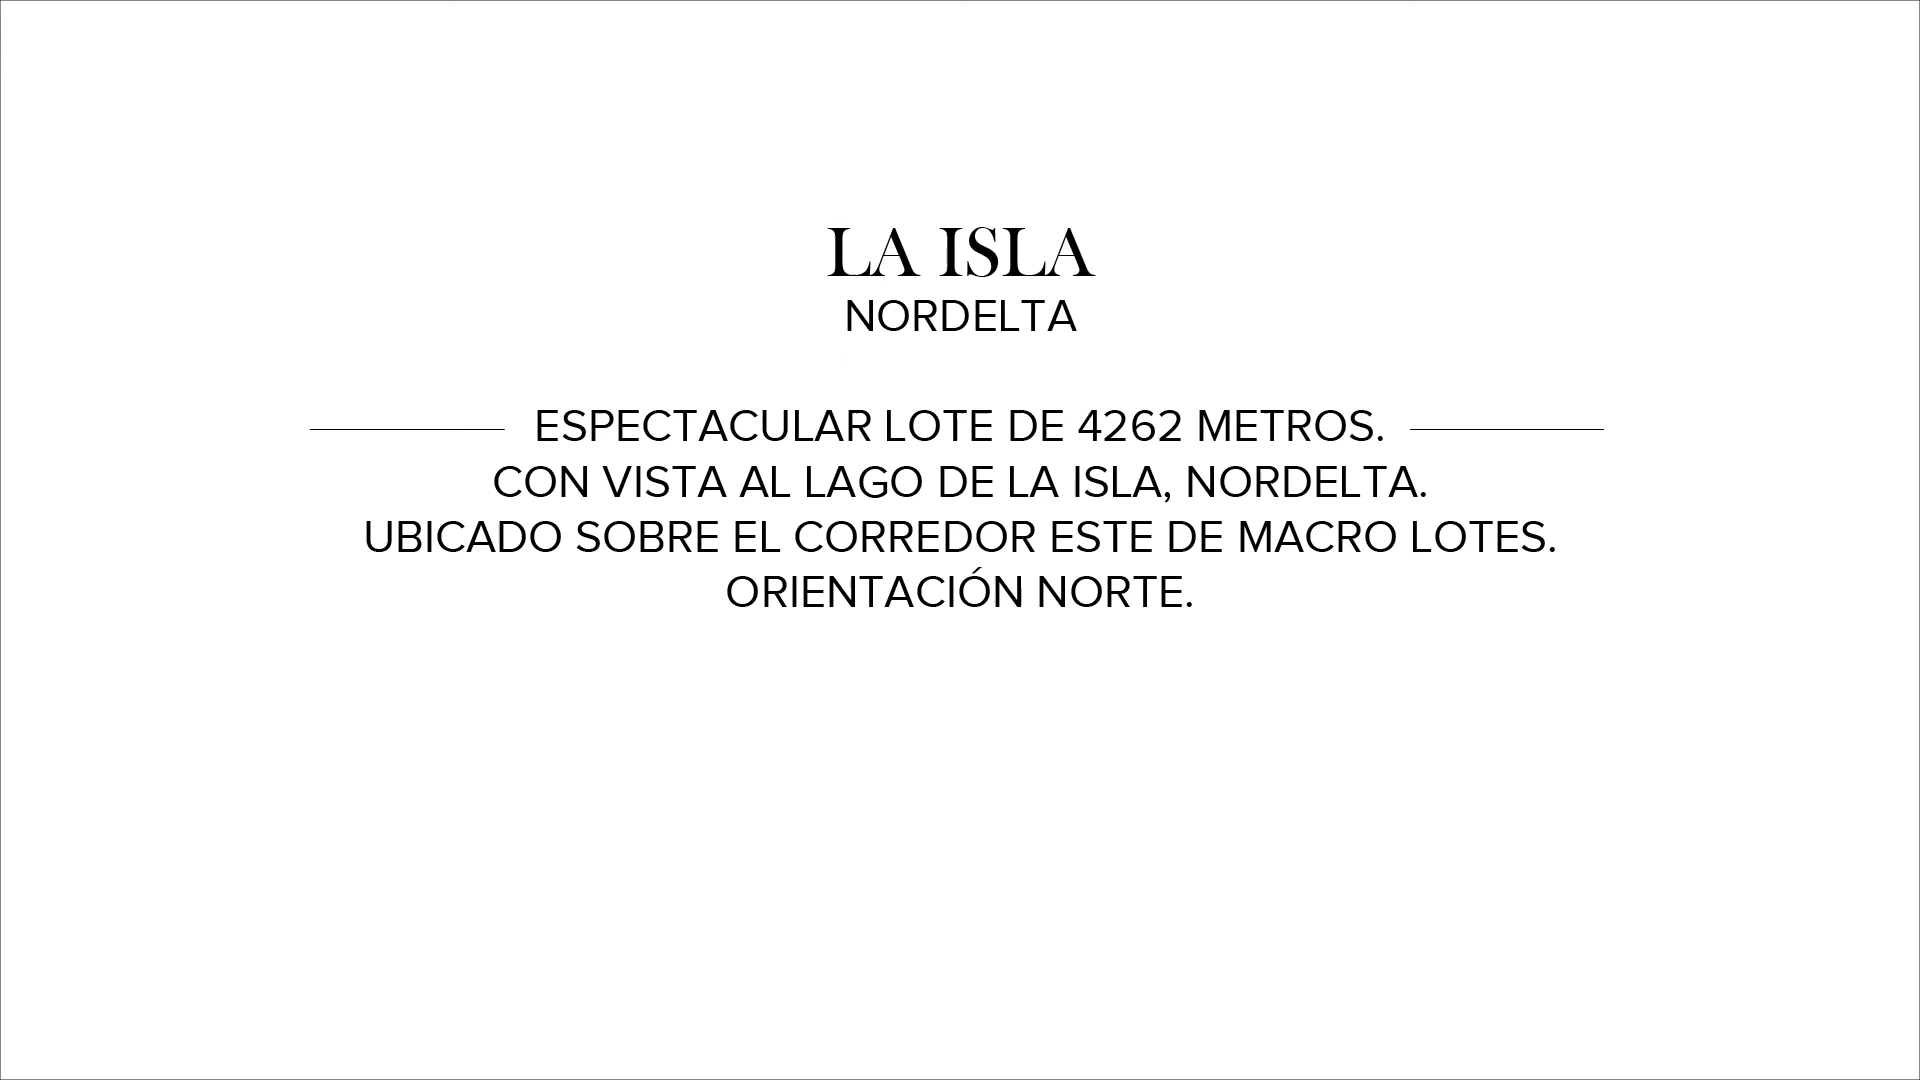 LA ISLA
NORDELTA
ESPECTACULAR LOTE DE 4262 METROS.
CON VISTA AL LAGO DE LA ISLA, NORDELTA.
UBICADO SOBRE EL CORREDOR ESTE DE MACRO LOTES.
ORIENTACIÓN NORTE.